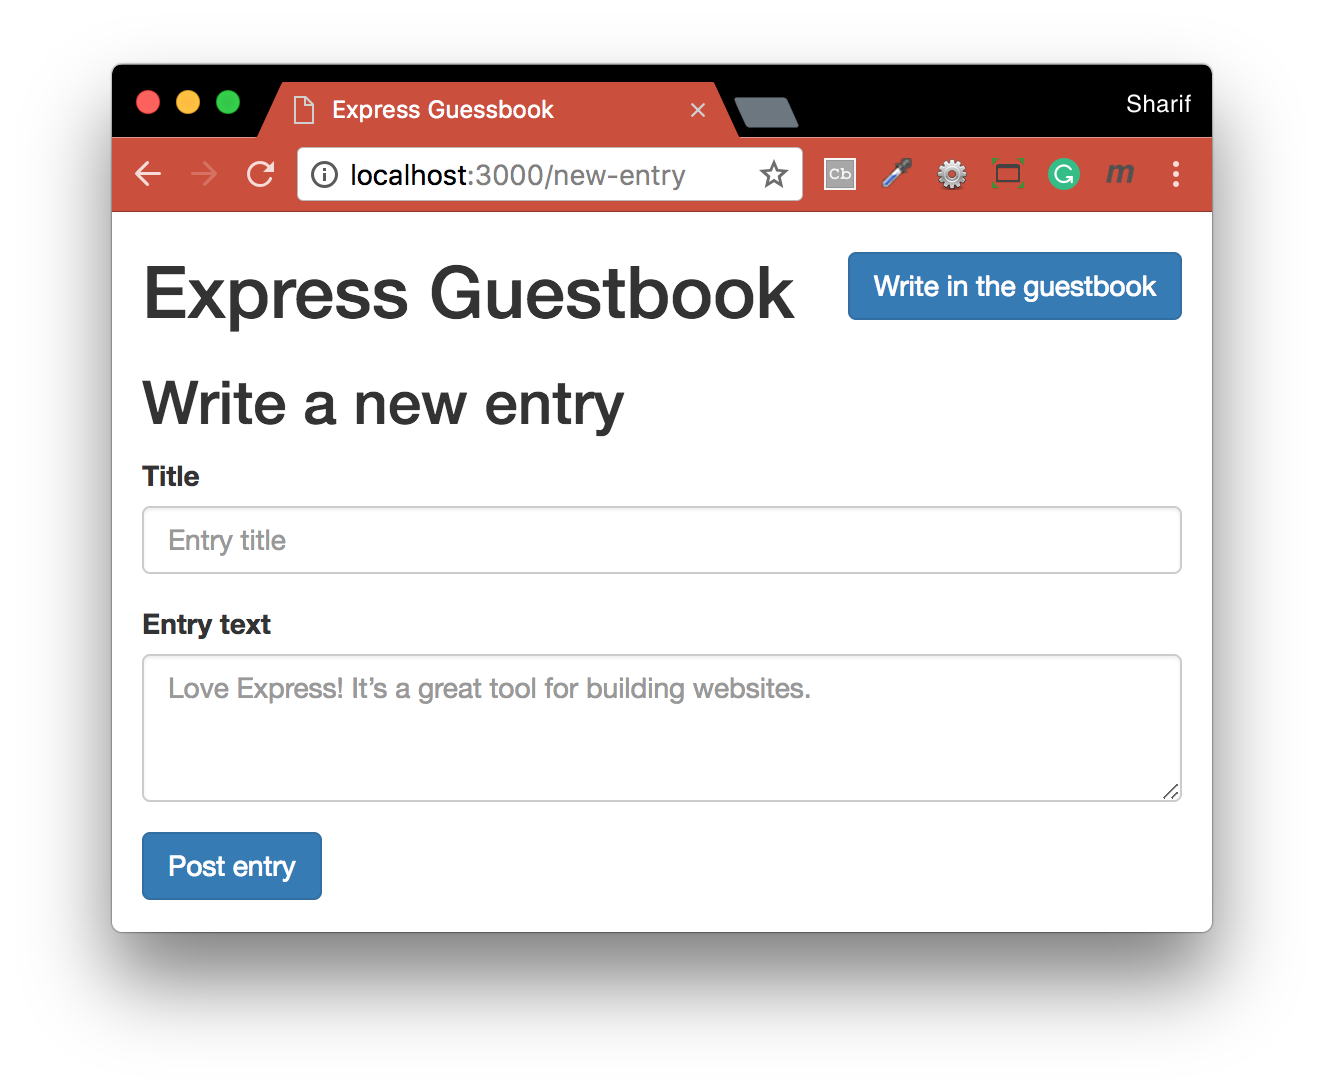 Express Guessbook
Sharif
localhost:3000/new-entry
Cb
G
m
Express Guestbook
Write in the guestbook
Write a new entry
Title
Entry title
Entry text
Love Express! It’s a great tool for building websites.
Post entry